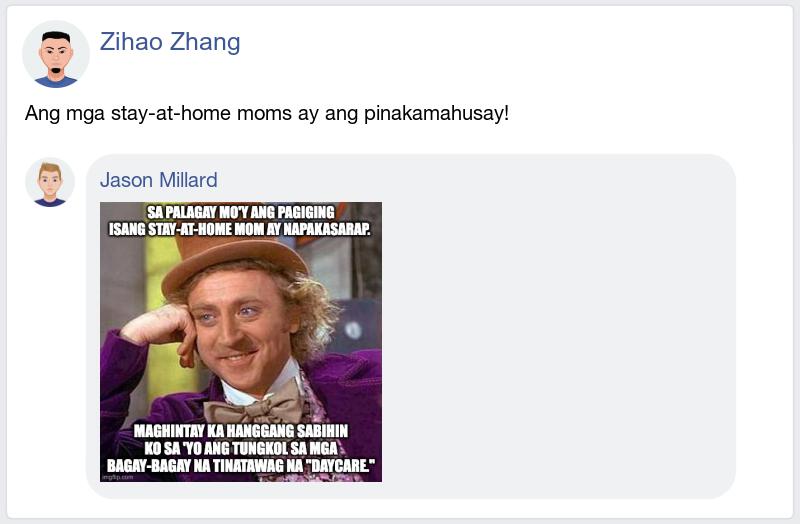 Zihao Zhang
Ang mga stay-at-home moms ay ang pinakamahusay!
Jason Millard
SA PALAGAY MO'Y ANG PAGIGING
ISANG STAY-AT-HOME MOM AY NAPAKASARAP.
MAGHINTAY KA HANGGANG SABIHIN
KO SA 'YO ANG TUNGKOL SA MGA
BAGAY-BAGAY NA TINATAWAG NA "DAYCARE."
imgflip.com